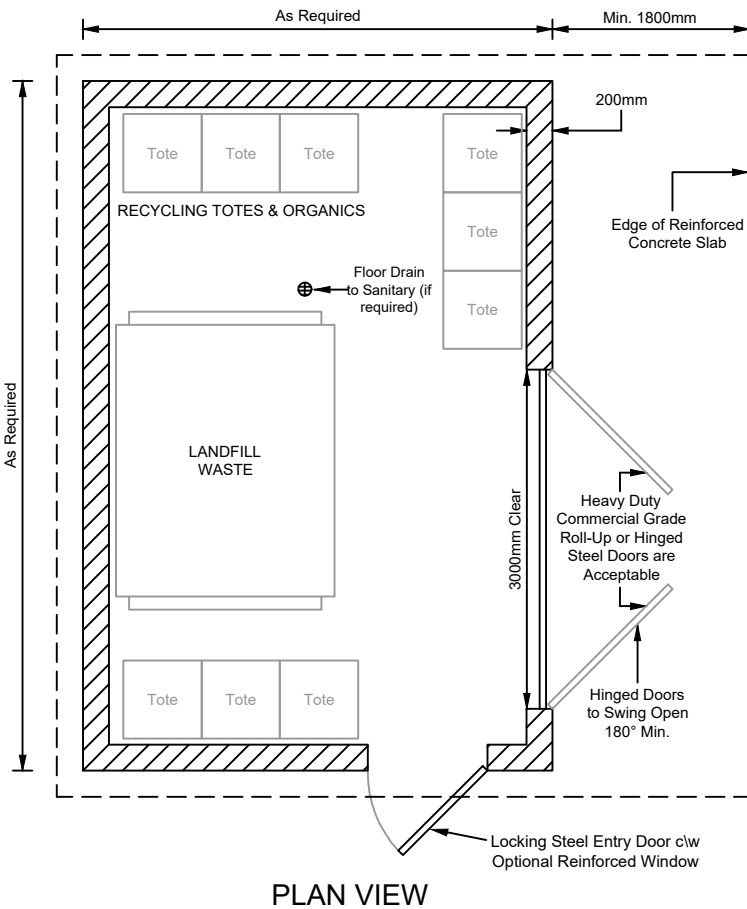 As Required
Min. 1800mm
200mm
Tote
Tote
Tote
Tote
RECYCLING TOTES & ORGANICS
Edge of Reinforced
Concrete Slab
Tote
Floor Drain
to Sanitary (if
required)
Tote
As Required
LANDFILL
WASTE
3000mm Clear
Heavy Duty
Commercial Grade
Roll-Up or Hinged
Steel Doors are
Acceptable
Tote
Tote
Tote
Hinged Doors
to Swing Open
180° Min.
Locking Steel Entry Door c\w
Optional Reinforced Window
PLAN VIEW